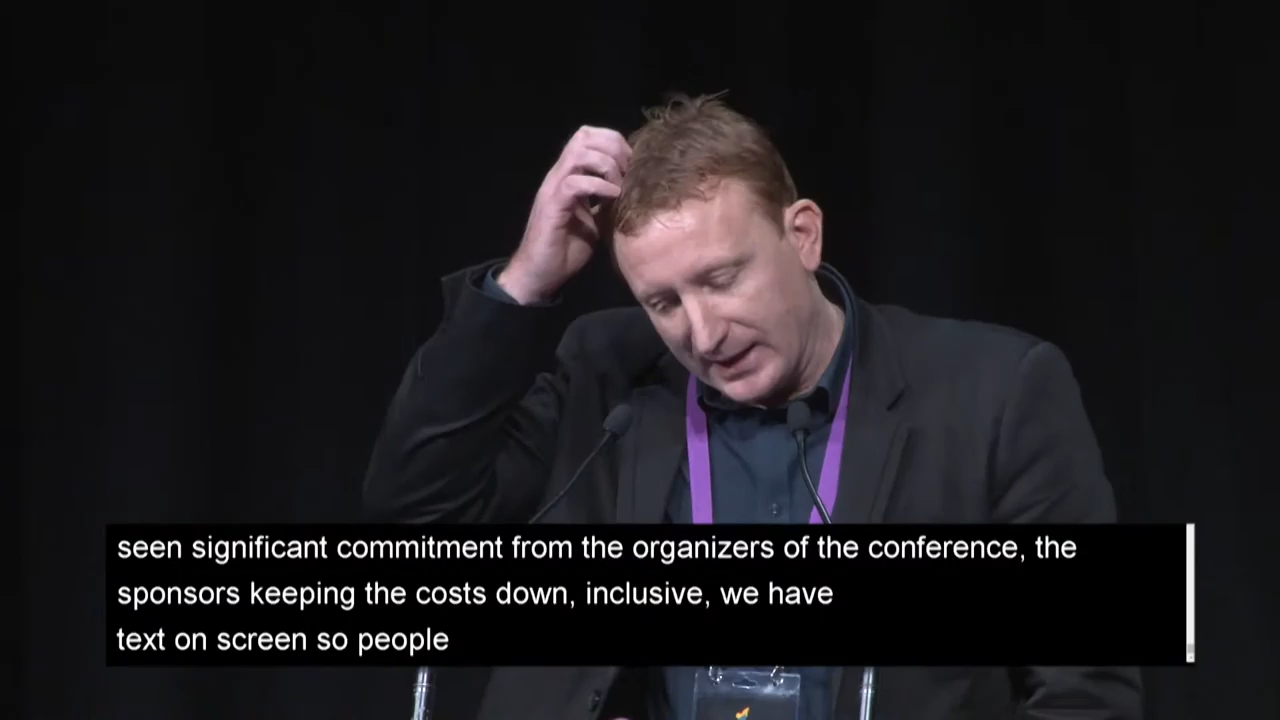 seen significant commitment from the organizers of the conference, the
sponsors keeping the costs down, inclusive, we have
text on screen so people